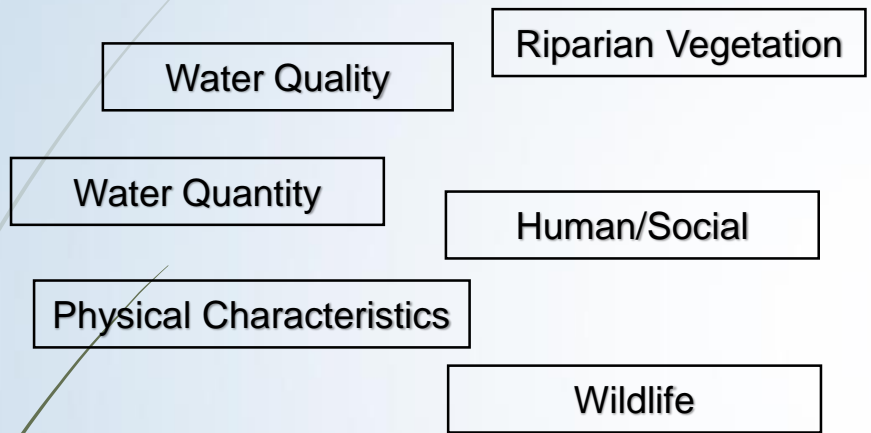 Riparian Vegetation
Water Quality
Water Quantity
Human/Social
Physical Characteristics
Wildlife